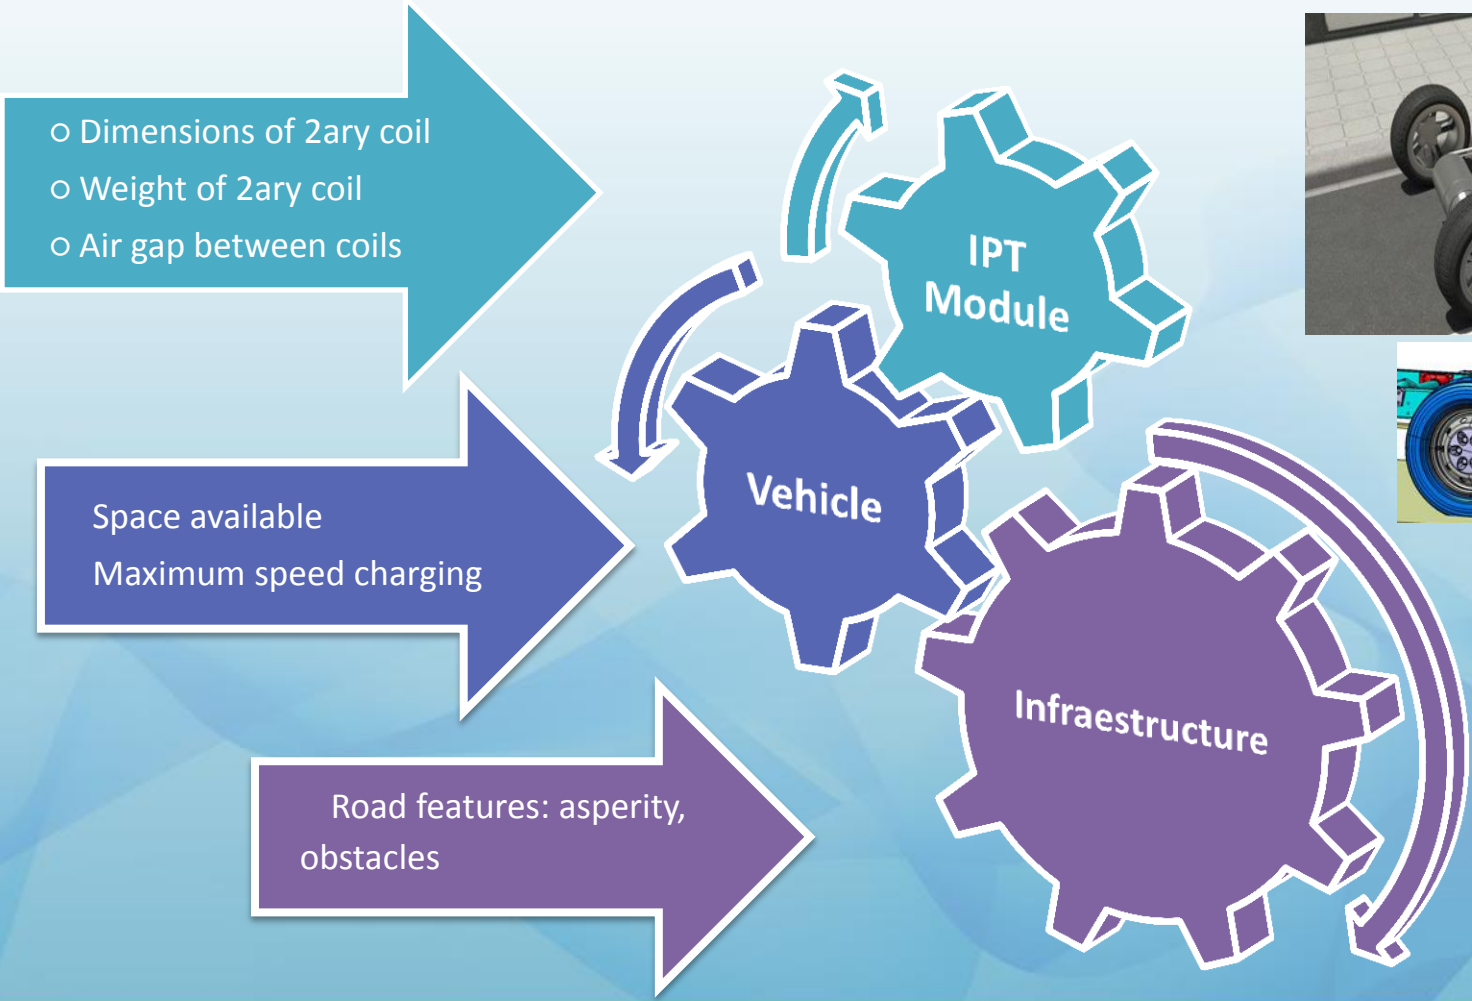 ○ Dimensions of 2ary coil
○ Weight of 2ary coil
○ Air gap between coils
IPT
Module
Space available
Maximum speed charging
Vehicle
Infraestructure
Road features: asperity,
obstacles